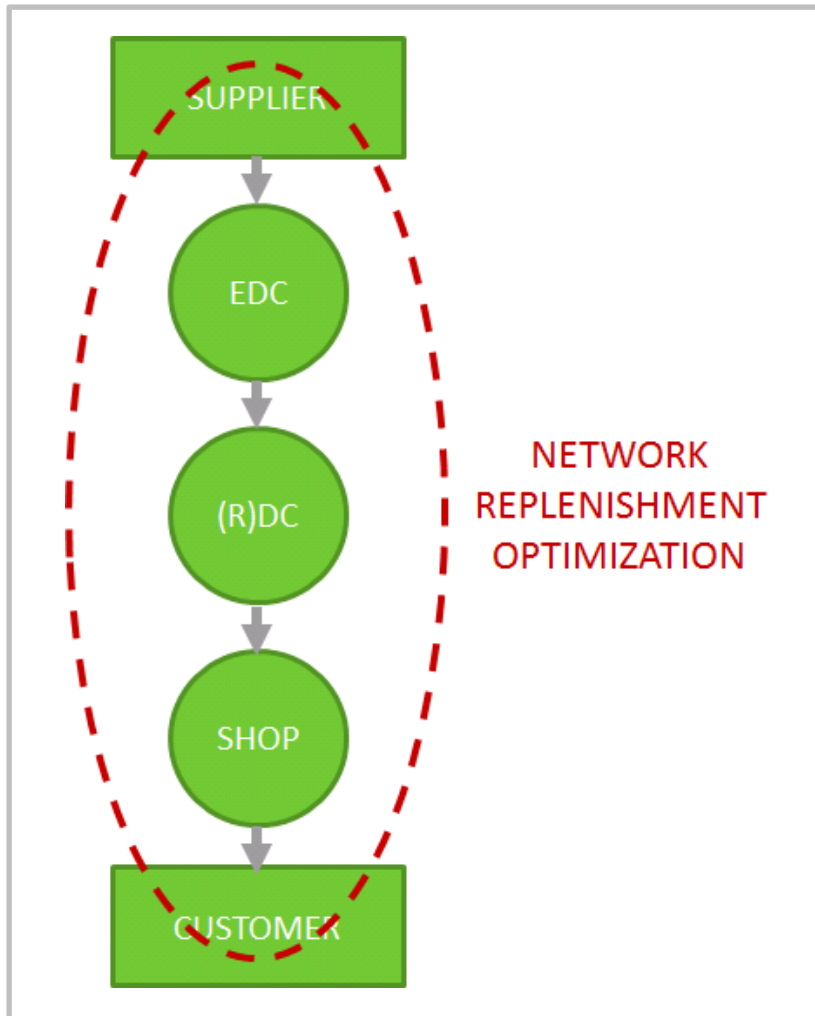 SUPPLIER
EDC
(R)DC
SHOP
CUSTOMER
NETWORK
REPLENISHMENT
OPTIMIZATION